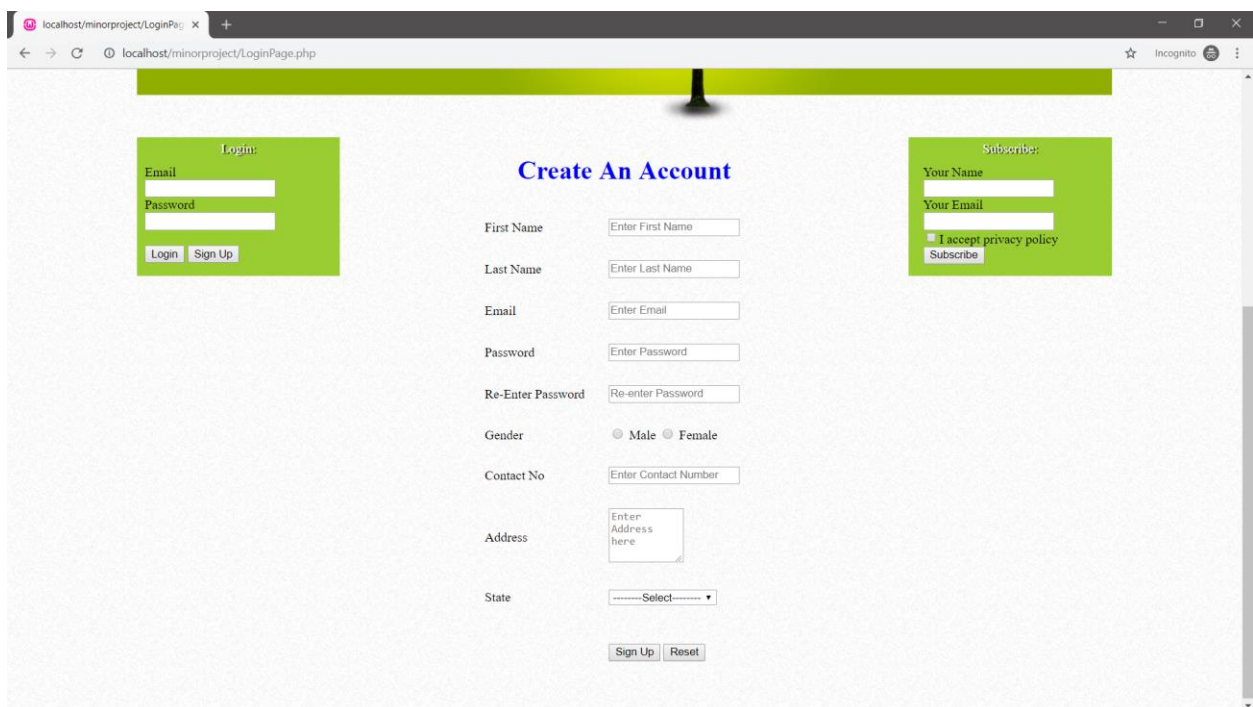 localhost/minorproject/LoginPag
localhost/minorproject/LoginPage.php
Incognito
Login:
Email
Password
Login Sign Up
Create An Account
First Name Enter First Name
Last Name Enter Last Name
Email Enter Email
Password Enter Password
Re-Enter Password Re-enter Password
Gender Male Female
Contact No Enter Contact Number
Address Enter
Address
here
State --------Select--------
Sign Up Reset
Subscribe:
Your Name
Your Email
I accept privacy policy
Subscribe